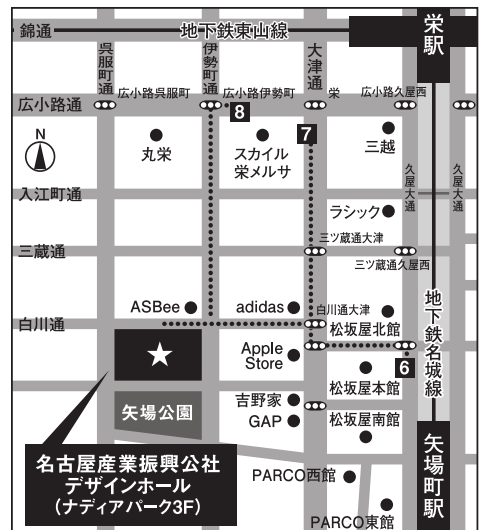 錦通
地下鉄東山線
栄駅
呉服町通
伊勢町通
大津通
広小路通
広小路呉服町
広小路伊勢町
栄
広小路久屋西
8
7
N
丸栄
スカイル
栄メルサ
三越
久屋大通
久屋大通
入江町通
ラシック
三蔵通
三ツ蔵通大津
三ツ蔵通久屋西
ASBee
adidas
白川通大津
地下鉄名城線
白川通
松坂屋北館
Apple
Store
6
松坂屋本館
矢場公園
吉野家
GAP
松坂屋南館
矢場町駅
名古屋産業振興公社
デザインホール
(ナディアパーク3F)
PARCO西館
PARCO東館